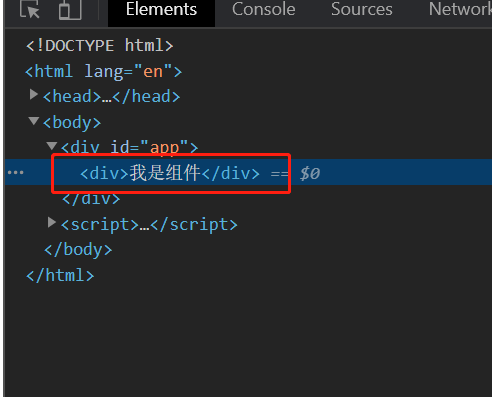 Elements Console Sources Network
<!DOCTYPE html>
<html lang="en">
<head>…</head>
<body>
<div id="app">
<div>我是组件</div> == $0
</div>
<script>…</script>
</body>
</html>